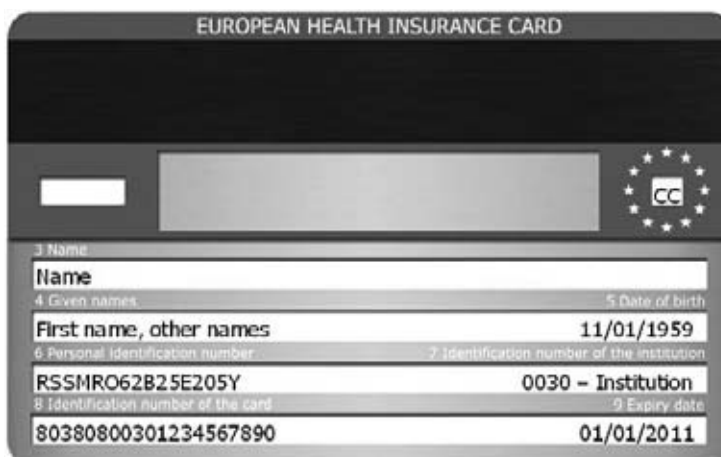 EUROPEAN HEALTH INSURANCE CARD
CC
3 Name
Name
4 Given names 5 Date of birth
First name, other names 11/01/1959
6 Personal identification number 7 Identification number of the institution
RSSMRO62B25E205Y 0030 – Institution
8 Identification number of the card 9 Expiry date
80380800301234567890 01/01/2011